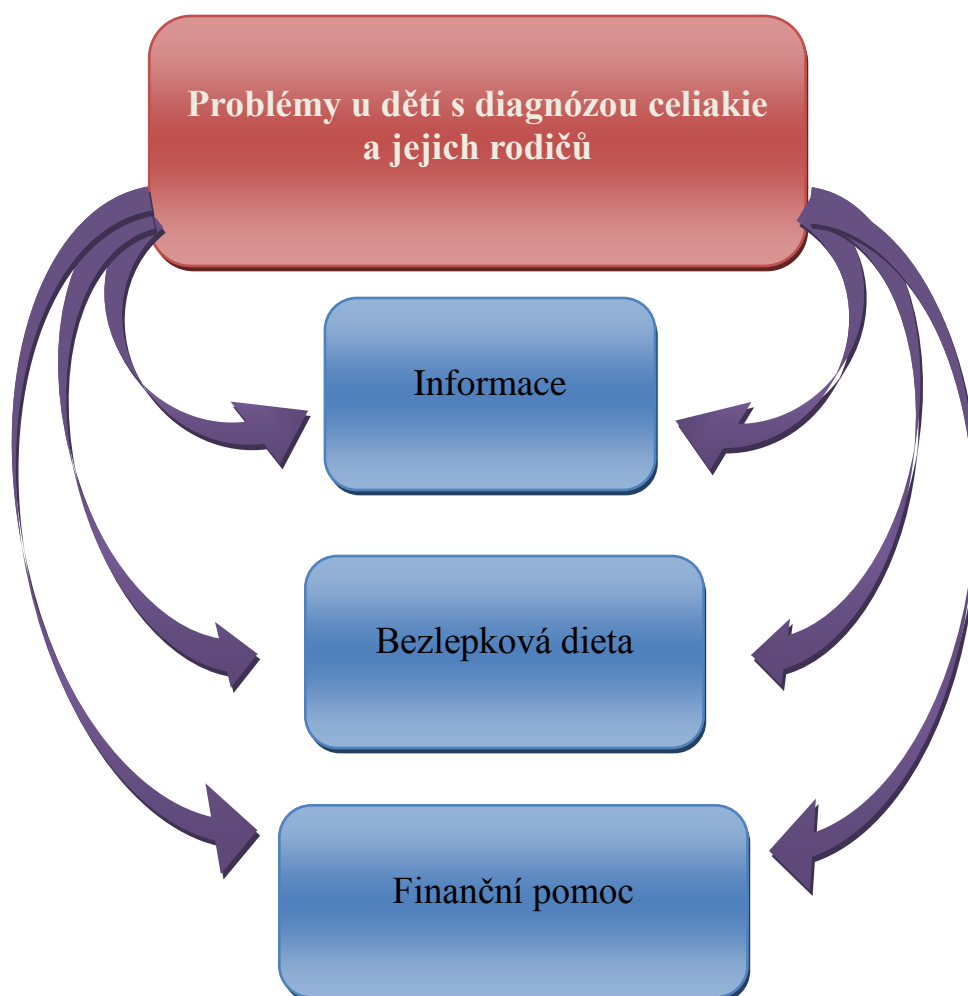 Problémy u dětí s diagnózou celiakie
a jejich rodičů
Informace
Bezlepková dieta
Finanční pomoc